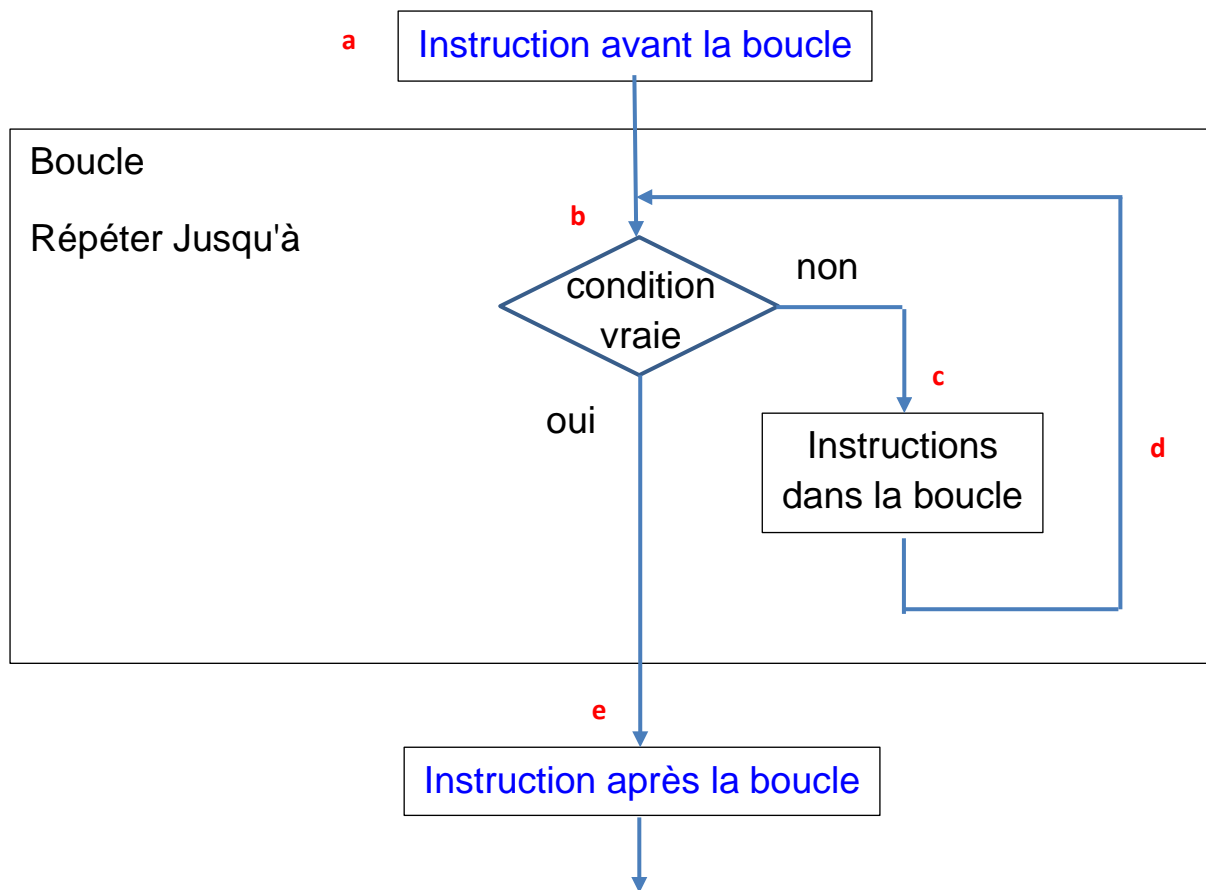 a
Instruction avant la boucle
Boucle
Répéter Jusqu'à
b
condition
vraie
non
oui
c
Instructions
dans la boucle
d
e
Instruction après la boucle